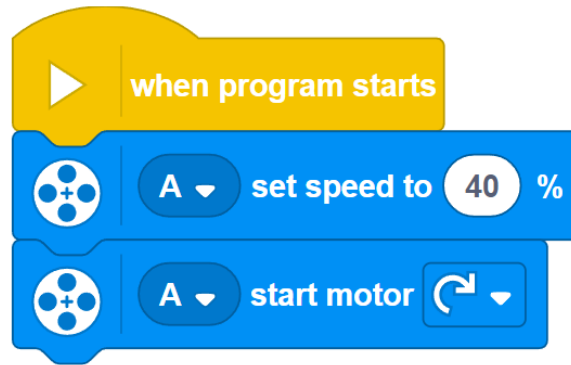 when program starts
A set speed to 40 %
A start motor